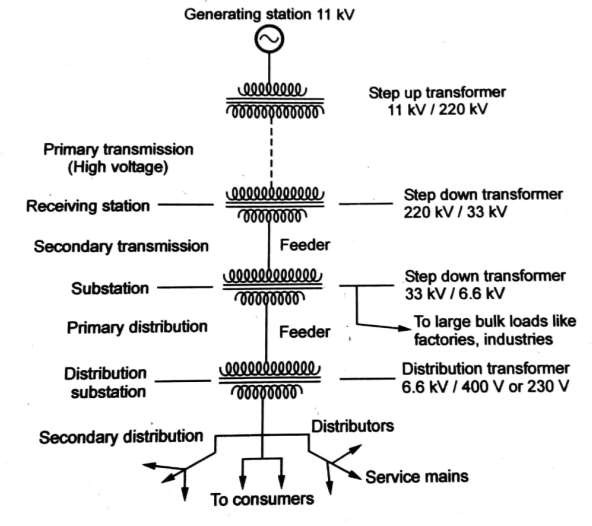 Generating station 11 kV
Step up transformer
11 kV / 220 kV
Primary transmission
(High voltage)
Receiving station
Step down transformer
220 kV / 33 kV
Secondary transmission
Feeder
Substation
Step down transformer
33 kV / 6.6 kV
To large bulk loads like
factories, industries
Primary distribution
Feeder
Distribution
substation
Distribution transformer
6.6 kV / 400 V or 230 V
Secondary distribution
Distributors
Service mains
To consumers